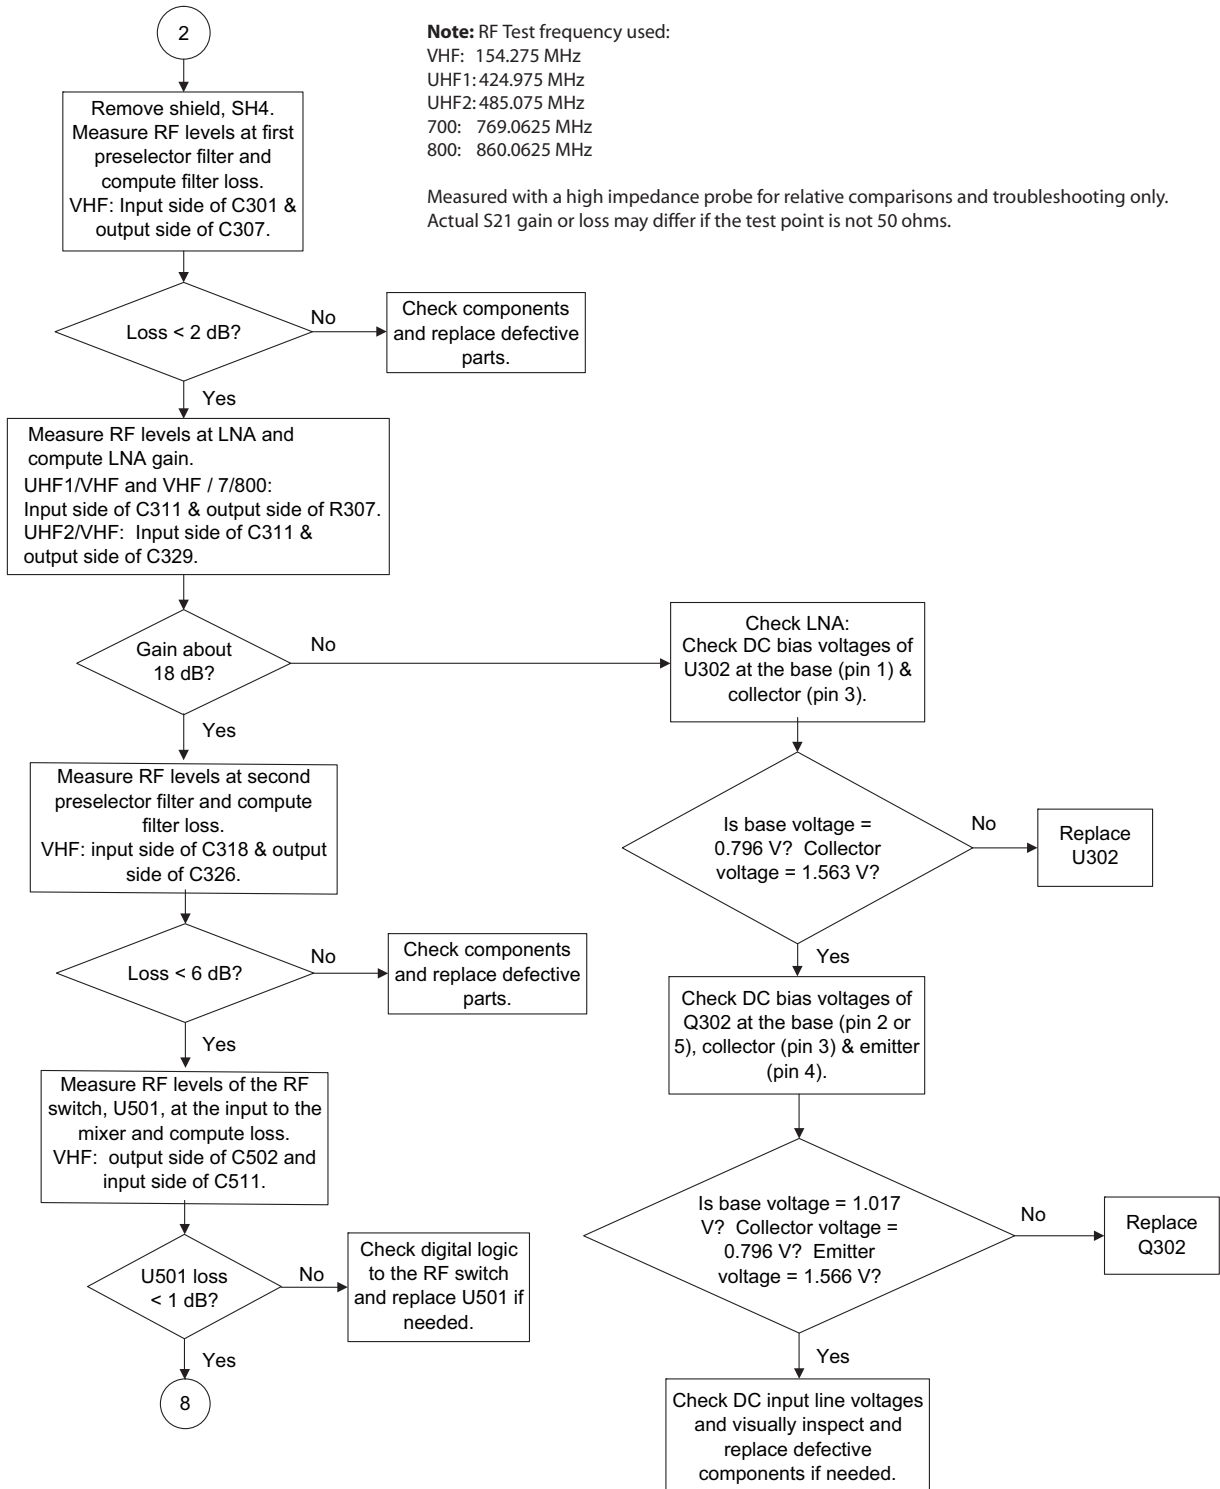 2
Note: RF Test frequency used:
VHF: 154.275 MHz
UHF1: 424.975 MHz
UHF2: 485.075 MHz
700: 769.0625 MHz
800: 860.0625 MHz
Measured with a high impedance probe for relative comparisons and troubleshooting only.
Actual S21 gain or loss may differ if the test point is not 50 ohms.
Remove shield, SH4.
Measure RF levels at first
preselector filter and
compute filter loss.
VHF: Input side of C301 &
output side of C307.
Loss < 2 dB?
No
Check components
and replace defective
parts.
Yes
Measure RF levels at LNA and
compute LNA gain.
UHF1/VHF and VHF / 7/800:
Input side of C311 & output side of R307.
UHF2/VHF: Input side of C311 &
output side of C329.
Gain about
18 dB?
No
Check LNA:
Check DC bias voltages of
U302 at the base (pin 1) &
collector (pin 3).
Yes
Measure RF levels at second
preselector filter and compute
filter loss.
VHF: input side of C318 & output
side of C326.
Is base voltage =
0.796 V? Collector
voltage = 1.563 V?
No
Replace
U302
Yes
Loss < 6 dB?
No
Check components
and replace defective
parts.
Yes
Check DC bias voltages of
Q302 at the base (pin 2 or
5), collector (pin 3) & emitter
(pin 4).
Measure RF levels of the RF
switch, U501, at the input to the
mixer and compute loss.
VHF: output side of C502 and
input side of C511.
Is base voltage = 1.017
V? Collector voltage =
0.796 V? Emitter
voltage = 1.566 V?
No
Replace
Q302
U501 loss
< 1 dB?
No
Check digital logic
to the RF switch
and replace U501 if
needed.
Yes
8
Yes
Check DC input line voltages
and visually inspect and
replace defective
components if needed.